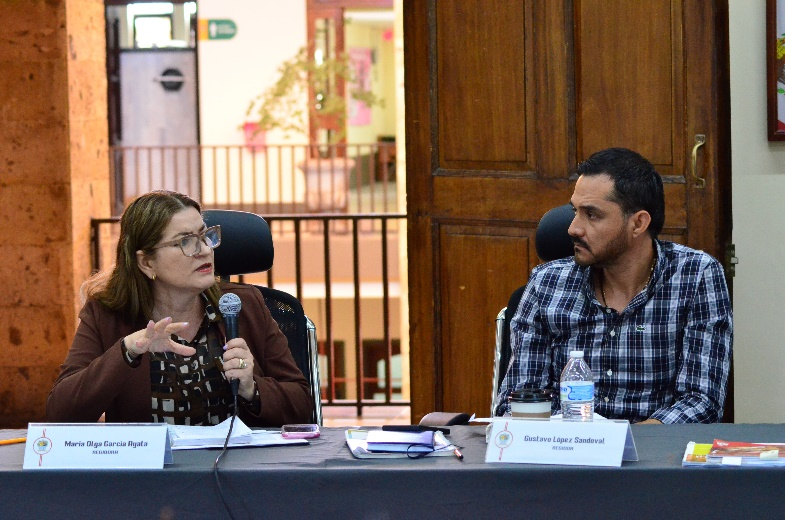 María Olga García Ayala
REGIDORA
Gustavo López Sandoval
REGIDOR